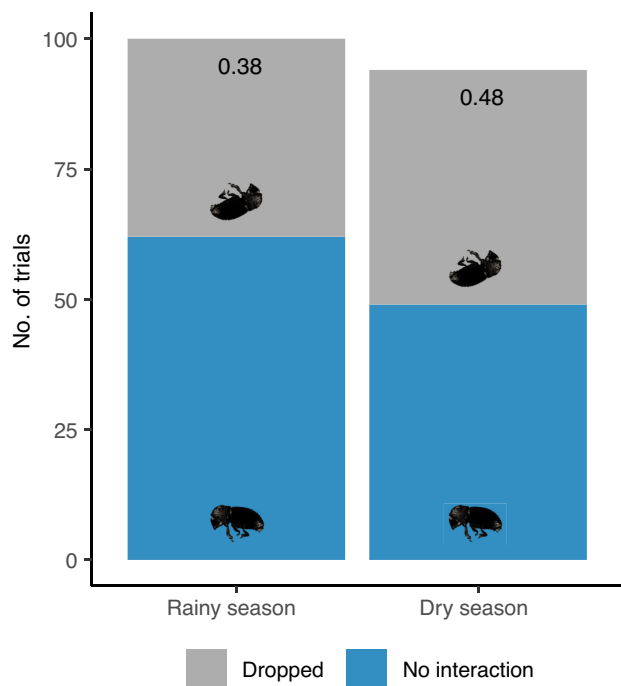 100
75
50
25
0
No. of trials
0.38
0.48
Rainy season
Dry season
Dropped
No interaction